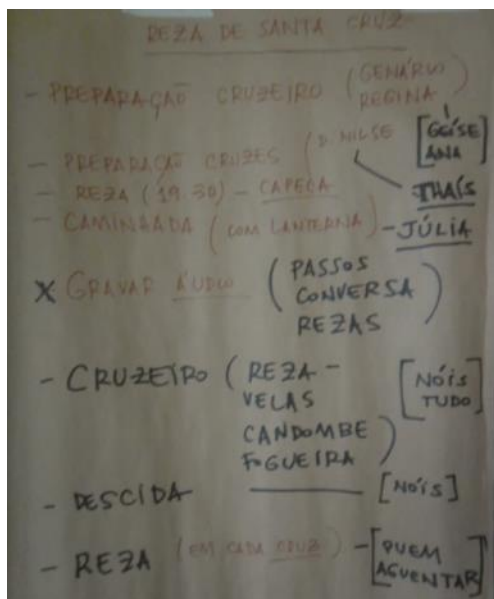 REZA DE SANTA CRUZ
- PREPARAÇÃO CRUZEIRO (GENÁRIO
REGINA)
- PREPARAÇÃO CRUZES (D. NILSE [GEÍSE
ANA]
- REZA (19.30) - CAPECA THAÍS
- CAMINHADA (COM LANTERNA) - JÚLIA
X GRAVAR ÁUDIO (PASSOS
CONVERSA
REZAS)
- CRUZEIRO (REZA - [NÓIS
VELAS TUDO]
CANDOMBE
FOGUEIRA)
- DESCIDA [NÓIS]
- REZA (EM CADA CRUZ) - [QUEM
AGUENTAR]